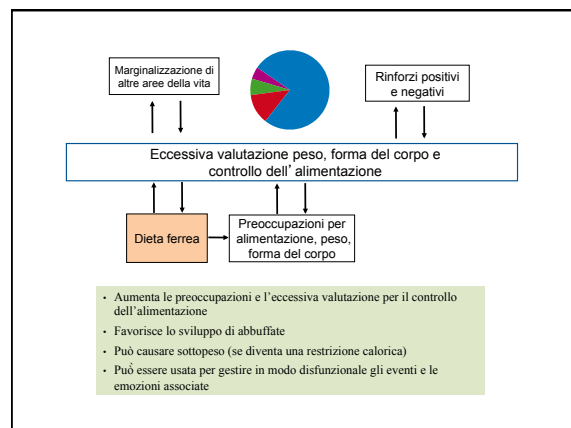 Marginalizzazione di
altre aree della vita
Rinforzi positivi
e negativi
Eccessiva valutazione peso, forma del corpo e
controllo dell'alimentazione
Dieta ferrea
Preoccupazioni per
alimentazione, peso,
forma del corpo
• Aumenta le preoccupazioni e l'eccessiva valutazione per il controllo
dell'alimentazione
• Favorisce lo sviluppo di abbuffate
• Può causare sottopeso (se diventa una restrizione calorica)
• Può essere usata per gestire in modo disfunzionale gli eventi e le
emozioni associate